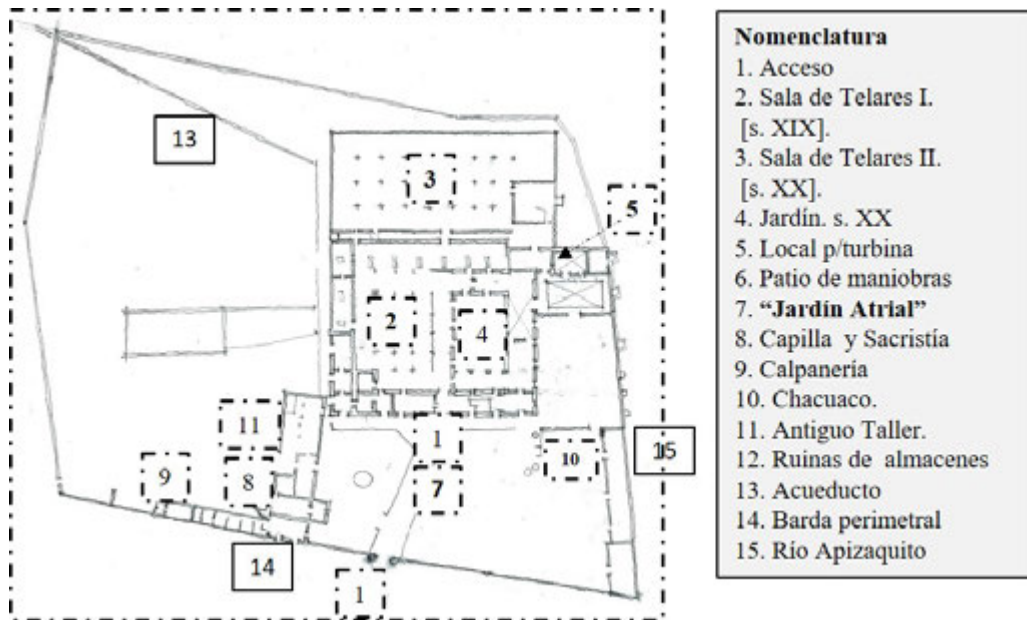 13
3
5
2
4
11
1
10
15
9
8
7
14
1
Nomenclatura
1. Acceso
2. Sala de Telares I.
[s. XIX].
3. Sala de Telares II.
[s. XX].
4. Jardín. s. XX
5. Local p/turbina
6. Patio de maniobras
7. “Jardín Atrial”
8. Capilla y Sacristía
9. Calpanería
10. Chacuaco.
11. Antiguo Taller.
12. Ruinas de almacenes
13. Acueducto
14. Barda perimetral
15. Río Apizaquito